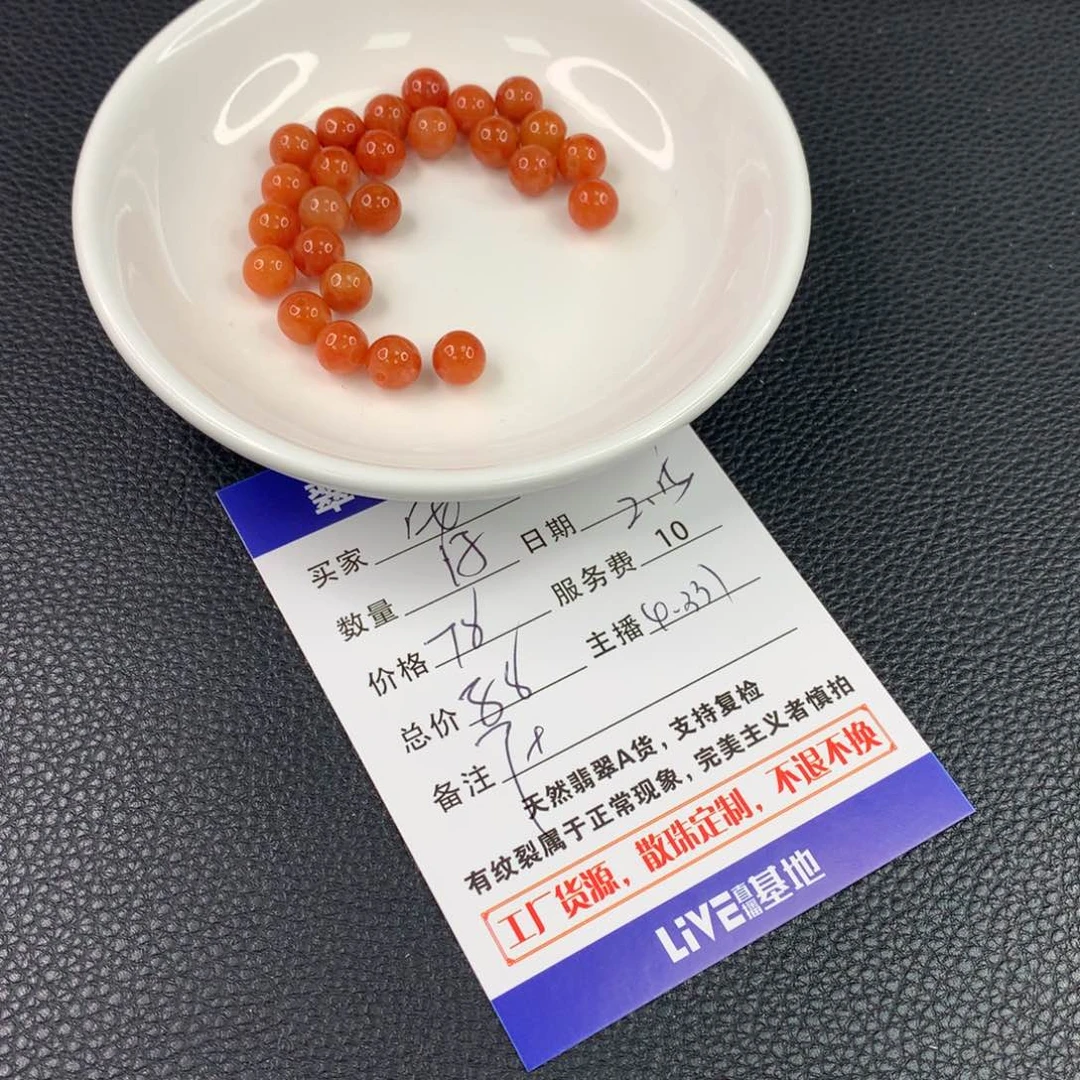 翠
买家
日期
数量
服务费 10
价格 78
主播
总价 88
备注
天然翡翠A货，支持复检
有纹裂属于正常现象，完美主义者慎拍
工厂货源，散珠定制，不退不换
LiVE直播基地